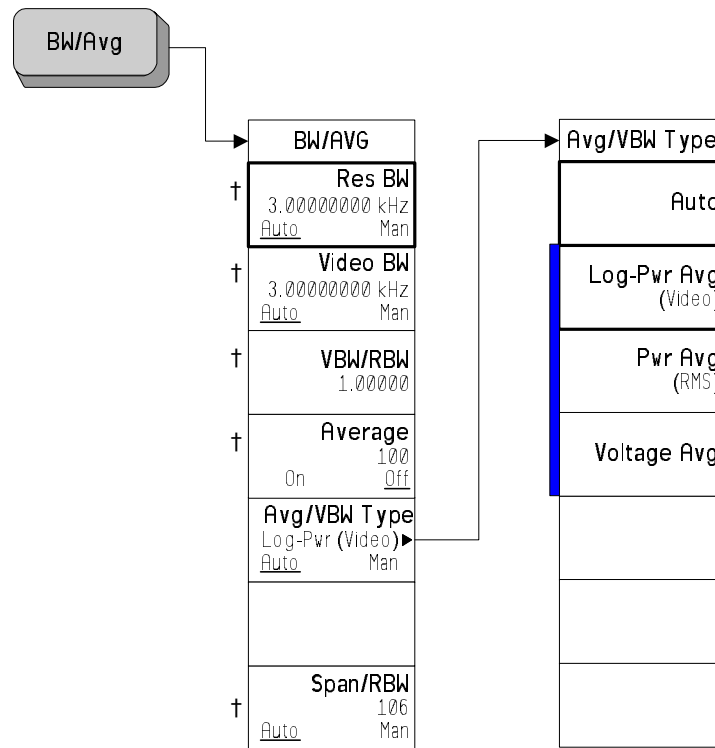 BW/Avg
BW/AVG
† Res BW
3.00000000 kHz
Auto Man
† Video BW
3.00000000 kHz
Auto Man
† VBW/RBW
1.00000
† Average
100
On Off
Avg/VBW Type
Log-Pwr (Video)
Auto Man
† Span/RBW
106
Auto Man
Avg/VBW Type
Auto
Log-Pwr Avg
(Video)
Pwr Avg
(RMS)
Voltage Avg